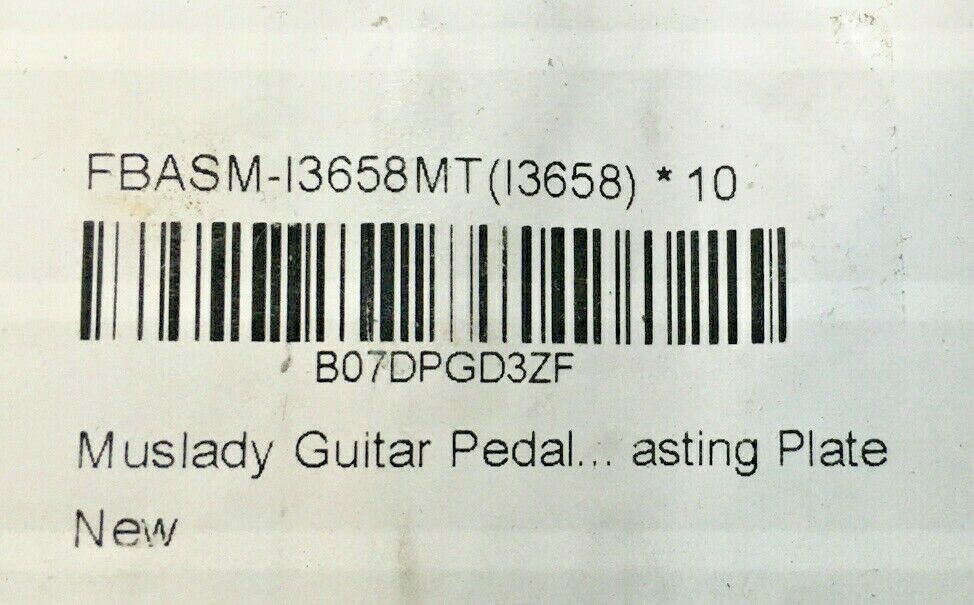 FBASM-I3658MT(I3658) * 10
B07DPGD3ZF
Muslady Guitar Pedal... asting Plate
New